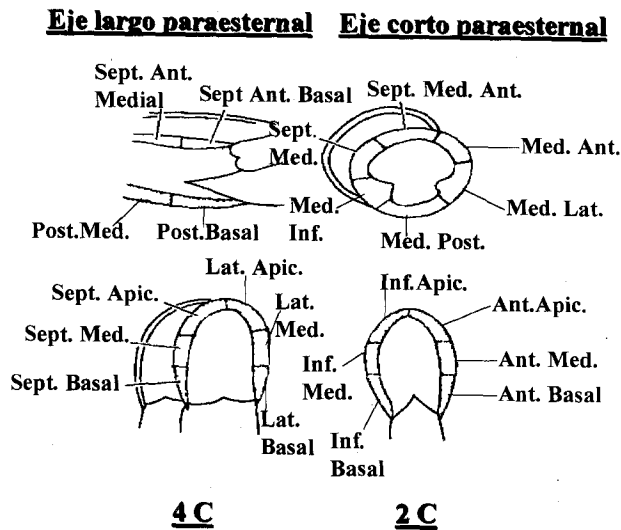 Eje largo paraesternal
Eje corto paraesternal
Sept. Ant.
Medial
Sept Ant. Basal
Post.Med.
Post.Basal
Sept. Med. Ant.
Sept.
Med.
Med. Ant.
Med. Lat.
Med.
Inf.
Med. Post.
Lat. Apic.
Sept. Apic.
Lat.
Med.
Sept. Med.
Sept. Basal
Lat.
Basal
4 C
Inf.Apic.
Ant.Apic.
Inf.
Med.
Ant. Med.
Ant. Basal
Inf.
Basal
2 C